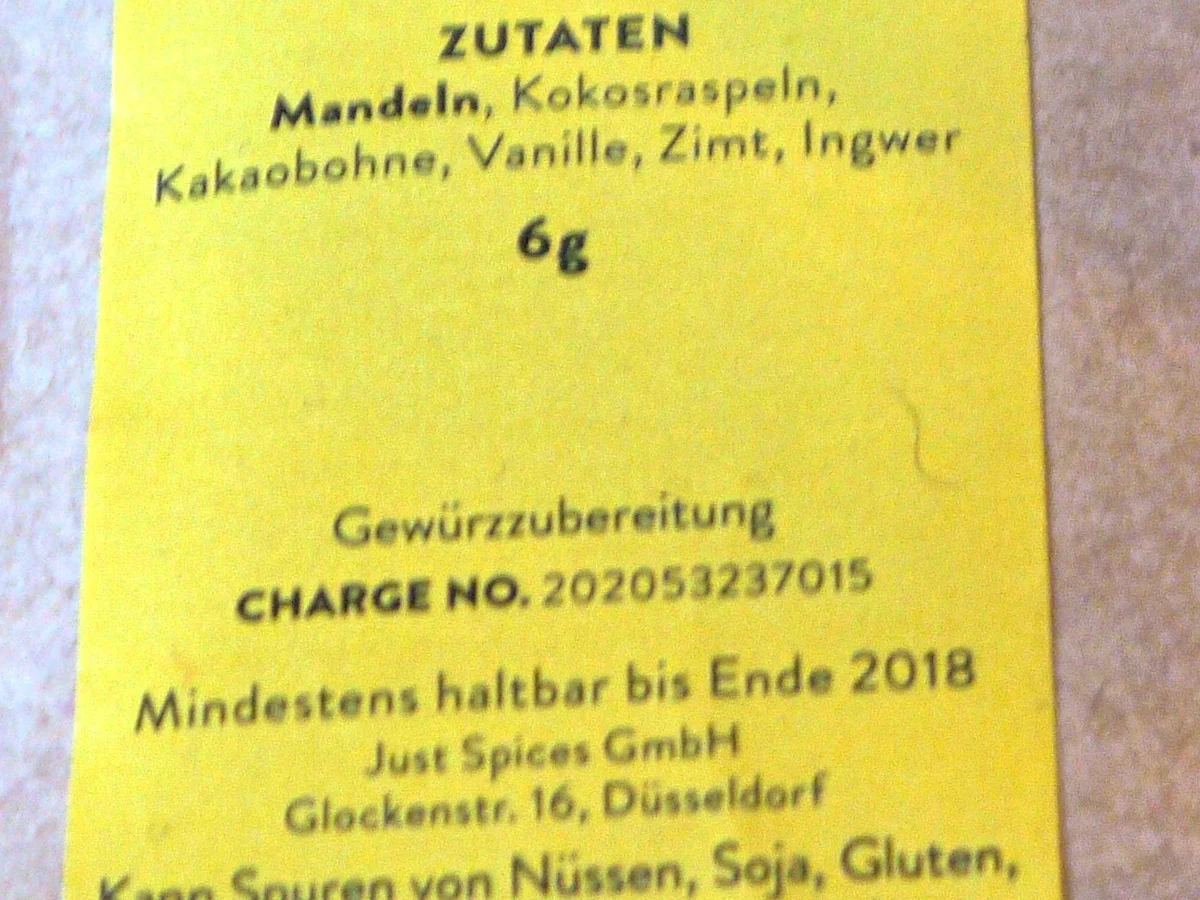 ZUTATEN
Mandeln, Kokosraspeln,
Kakaobohne, Vanille, Zimt, Ingwer
6g
Gewürzzubereitung
CHARGE NO. 202053237015
Mindestens haltbar bis Ende 2018
Just Spices GmbH
Glockenstr. 16, Düsseldorf
Kann Spuren von Nüssen, Soja, Gluten,